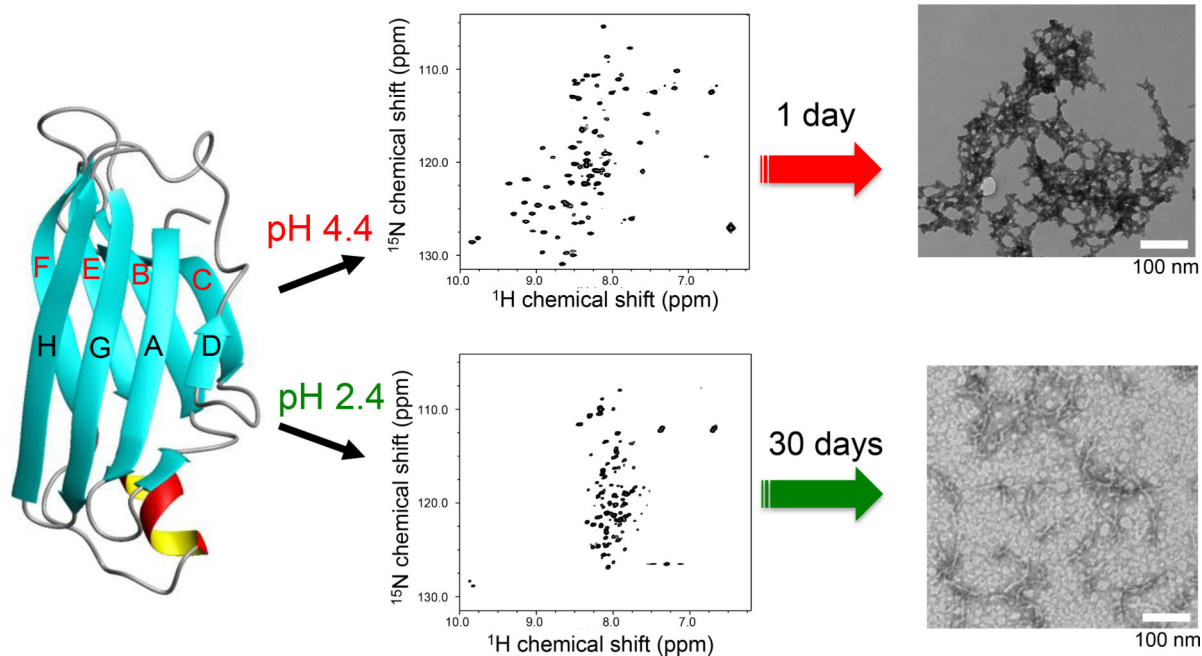 F E B C
H G A D
pH 4.4
pH 2.4
¹⁵N chemical shift (ppm)
110.0
120.0
130.0
10.0 9.0 8.0 7.0
¹H chemical shift (ppm)
1 day
100 nm
¹⁵N chemical shift (ppm)
110.0
120.0
130.0
10.0 9.0 8.0 7.0
¹H chemical shift (ppm)
30 days
100 nm